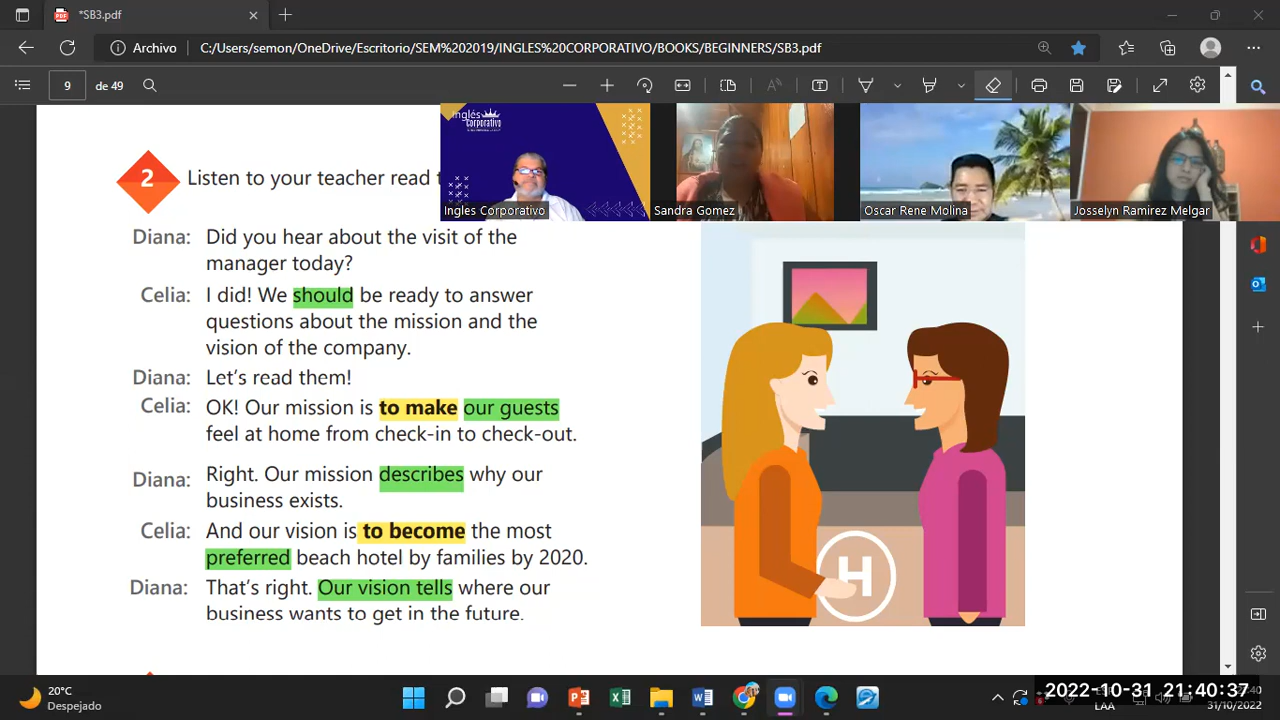 *SB3.pdf
Archivo
C:/Users/semon/OneDrive/Escritorio/SEM%202019/INGLES%20CORPORATIVO/BOOKS/BEGINNERS/SB3.pdf
9 de 49
inglés
corporativo
Ingles Corporativo
Sandra Gomez
Oscar Rene Molina
Josselyn Ramirez Melgar
2 Listen to your teacher read
Diana: Did you hear about the visit of the
manager today?
Celia: I did! We should be ready to answer
questions about the mission and the
vision of the company.
Diana: Let's read them!
Celia: OK! Our mission is to make our guests
feel at home from check-in to check-out.
Diana: Right. Our mission describes why our
business exists.
Celia: And our vision is to become the most
preferred beach hotel by families by 2020.
Diana: That's right. Our vision tells where our
business wants to get in the future.
H
20°C
Despejado
LAA
31/10/2022
2022-10-31 21:40:37